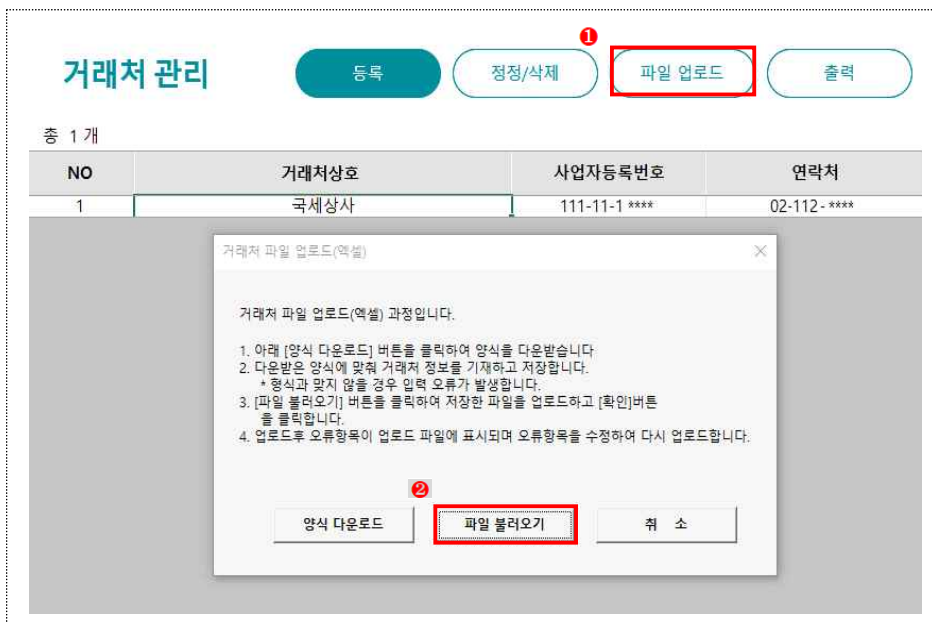 ❶
거래처 관리 등록 정정/삭제 파일 업로드 출력
총 1 개
NO 거래처상호 사업자등록번호 연락처
1 국세상사 111-11-1 **** 02-112 - ****
거래처 파일 업로드(엑셀)
거래처 파일 업로드(엑셀) 과정입니다.
1. 아래 [양식 다운로드] 버튼을 클릭하여 양식을 다운받습니다
2. 다운받은 양식에 맞춰 거래처 정보를 기재하고 저장합니다.
* 형식과 맞지 않을 경우 입력 오류가 발생합니다.
3. [파일 불러오기] 버튼을 클릭하여 저장한 파일을 업로드하고 [확인]버튼
을 클릭합니다.
4. 업로드후 오류항목이 업로드 파일에 표시되며 오류항목을 수정하여 다시 업로드합니다.
❷
양식 다운로드 파일 불러오기 취 소